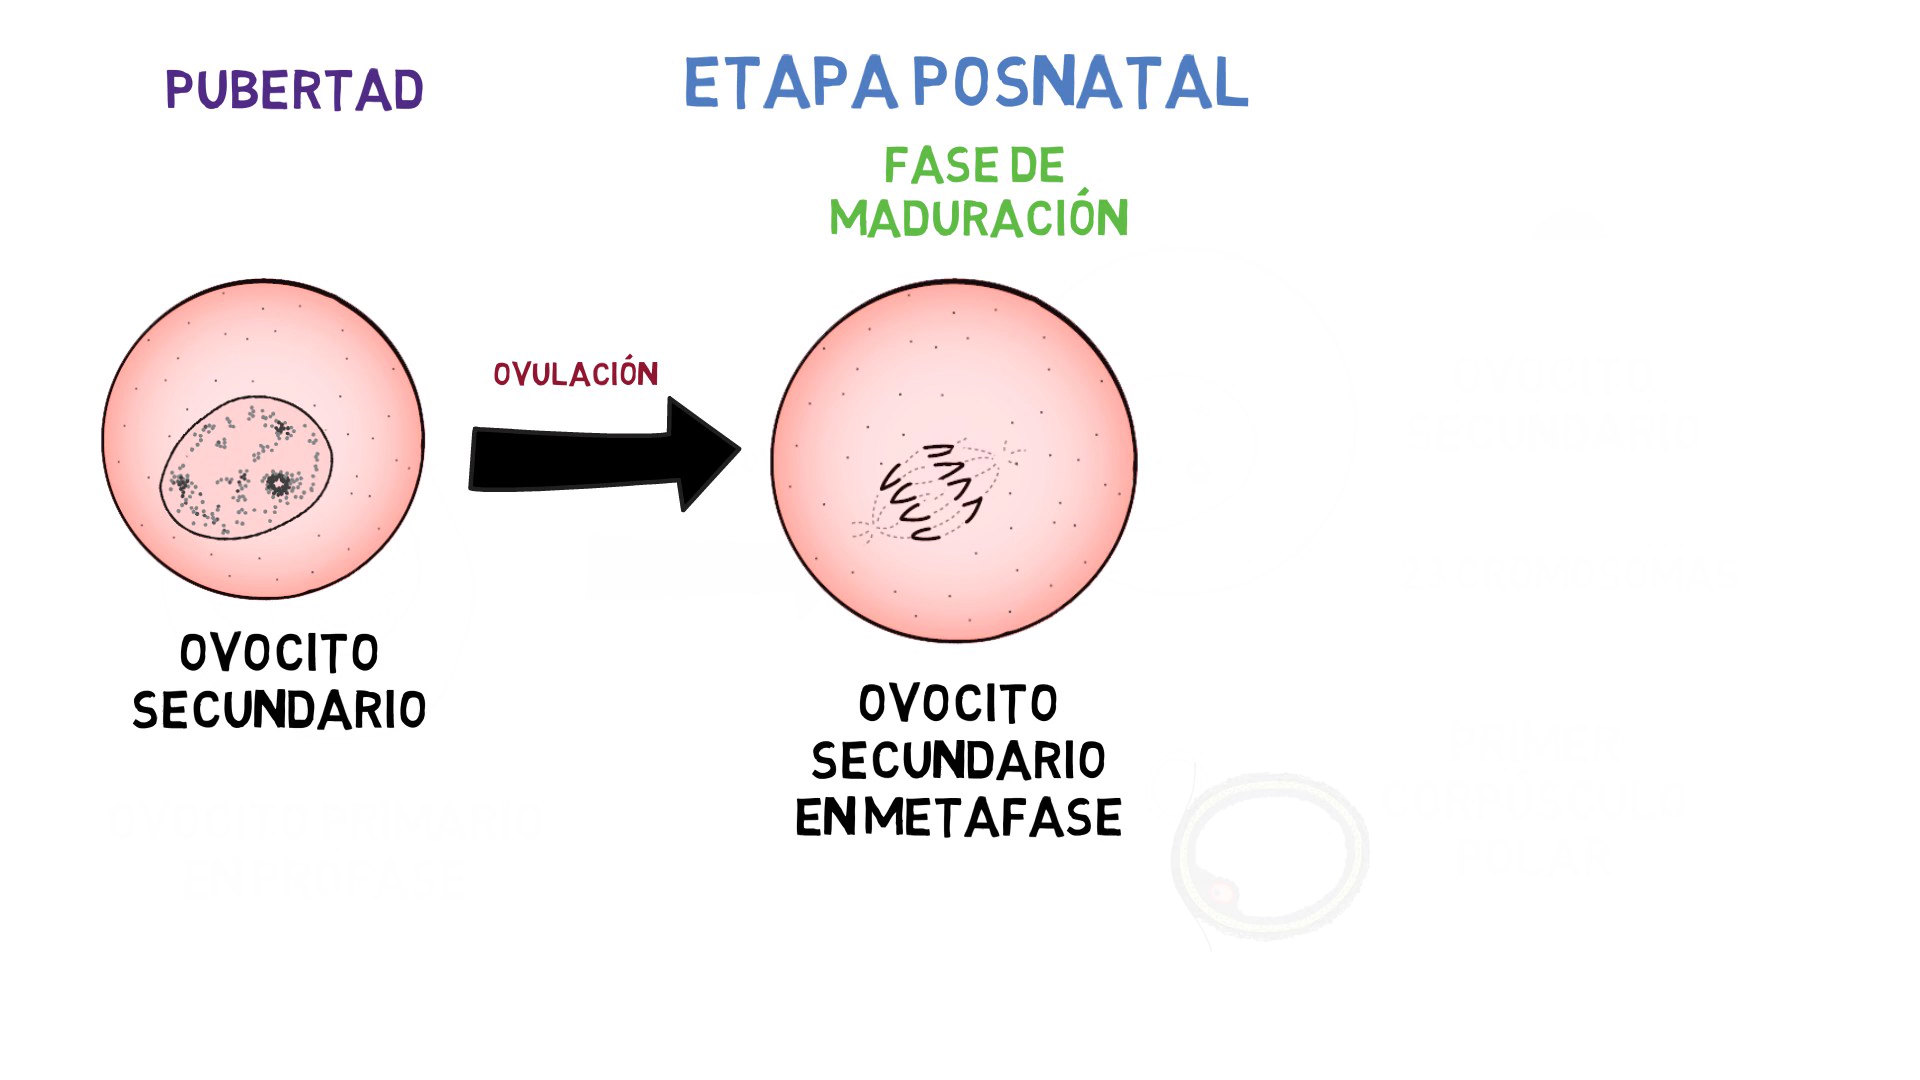 PUBERTAD
ETAPA POSNATAL
FASE DE
MADURACIÓN
OVULACIÓN
OVOCITO
SECUNDARIO
OVOCITO
SECUNDARIO
EN METAFASE